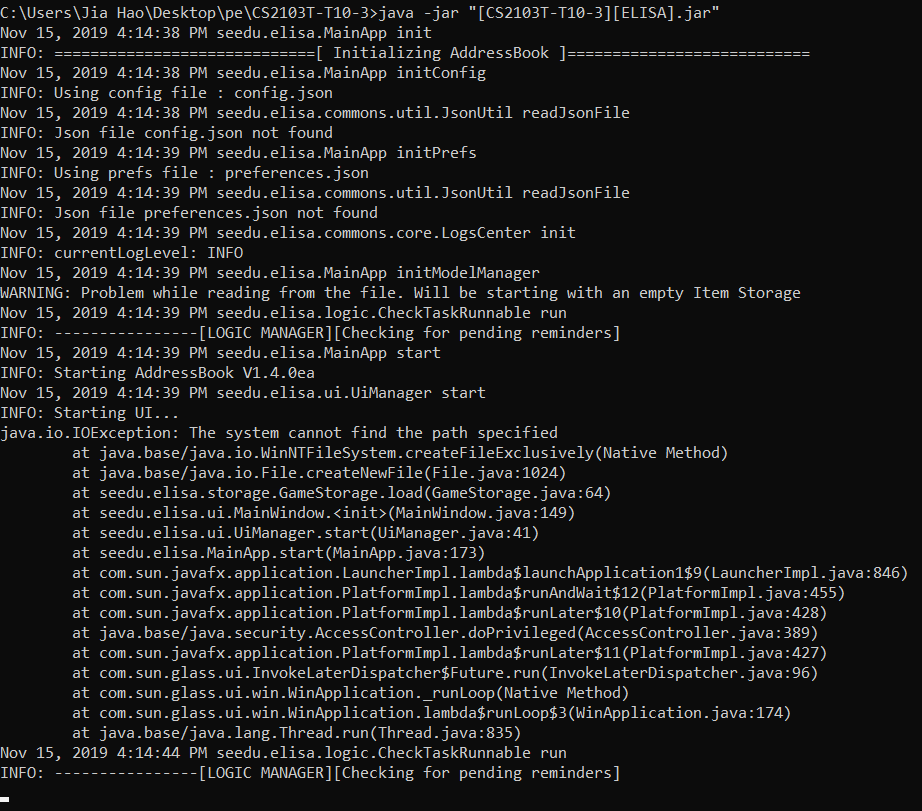 C:\Users\Jia Hao\Desktop\pe\CS2103T-T10-3>java -jar "[CS2103T-T10-3][ELISA].jar"
Nov 15, 2019 4:14:38 PM seedu.elisa.MainApp init
INFO: =============================[ Initializing AddressBook ]===========================
Nov 15, 2019 4:14:38 PM seedu.elisa.MainApp initConfig
INFO: Using config file : config.json
Nov 15, 2019 4:14:38 PM seedu.elisa.commons.util.JsonUtil readJsonFile
INFO: Json file config.json not found
Nov 15, 2019 4:14:39 PM seedu.elisa.MainApp initPrefs
INFO: Using prefs file : preferences.json
Nov 15, 2019 4:14:39 PM seedu.elisa.commons.util.JsonUtil readJsonFile
INFO: Json file preferences.json not found
Nov 15, 2019 4:14:39 PM seedu.elisa.commons.core.LogsCenter init
INFO: currentLogLevel: INFO
Nov 15, 2019 4:14:39 PM seedu.elisa.MainApp initModelManager
WARNING: Problem while reading from the file. Will be starting with an empty Item Storage
Nov 15, 2019 4:14:39 PM seedu.elisa.logic.CheckTaskRunnable run
INFO: ----------------[LOGIC MANAGER][Checking for pending reminders]
Nov 15, 2019 4:14:39 PM seedu.elisa.MainApp start
INFO: Starting AddressBook V1.4.0ea
Nov 15, 2019 4:14:39 PM seedu.elisa.ui.UiManager start
INFO: Starting UI...
java.io.IOException: The system cannot find the path specified
        at java.base/java.io.WinNTFileSystem.createFileExclusively(Native Method)
        at java.base/java.io.File.createNewFile(File.java:1024)
        at seedu.elisa.storage.GameStorage.load(GameStorage.java:64)
        at seedu.elisa.ui.MainWindow.<init>(MainWindow.java:149)
        at seedu.elisa.ui.UiManager.start(UiManager.java:41)
        at seedu.elisa.MainApp.start(MainApp.java:173)
        at com.sun.javafx.application.LauncherImpl.lambda$launchApplication1$9(LauncherImpl.java:846)
        at com.sun.javafx.application.PlatformImpl.lambda$runAndWait$12(PlatformImpl.java:455)
        at com.sun.javafx.application.PlatformImpl.lambda$runLater$10(PlatformImpl.java:428)
        at java.base/java.security.AccessController.doPrivileged(AccessController.java:389)
        at com.sun.javafx.application.PlatformImpl.lambda$runLater$11(PlatformImpl.java:427)
        at com.sun.glass.ui.InvokeLaterDispatcher$Future.run(InvokeLaterDispatcher.java:96)
        at com.sun.glass.ui.win.WinApplication._runLoop(Native Method)
        at com.sun.glass.ui.win.WinApplication.lambda$runLoop$3(WinApplication.java:174)
        at java.base/java.lang.Thread.run(Thread.java:835)
Nov 15, 2019 4:14:44 PM seedu.elisa.logic.CheckTaskRunnable run
INFO: ----------------[LOGIC MANAGER][Checking for pending reminders]